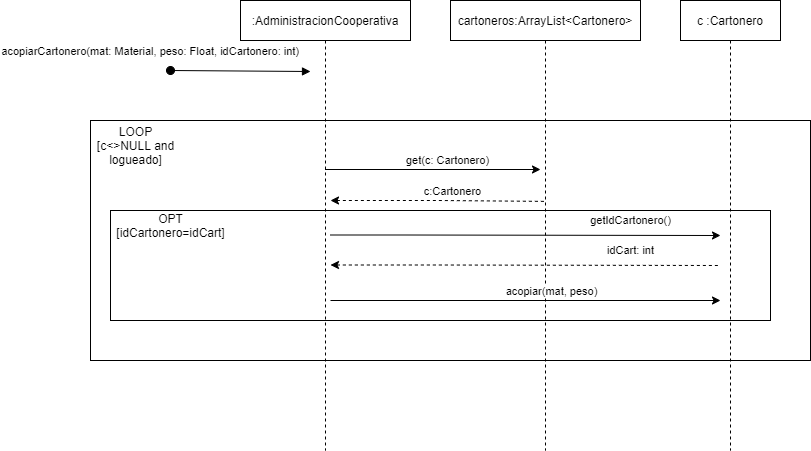 :AdministracionCooperativa
cartoneros:ArrayList<Cartonero>
c :Cartonero
acopiarCartonero(mat: Material, peso: Float, idCartonero: int)
LOOP
[c<>NULL and
logueado]
get(c: Cartonero)
c:Cartonero
OPT
[idCartonero=idCart]
getIdCartonero()
idCart: int
acopiar(mat, peso)